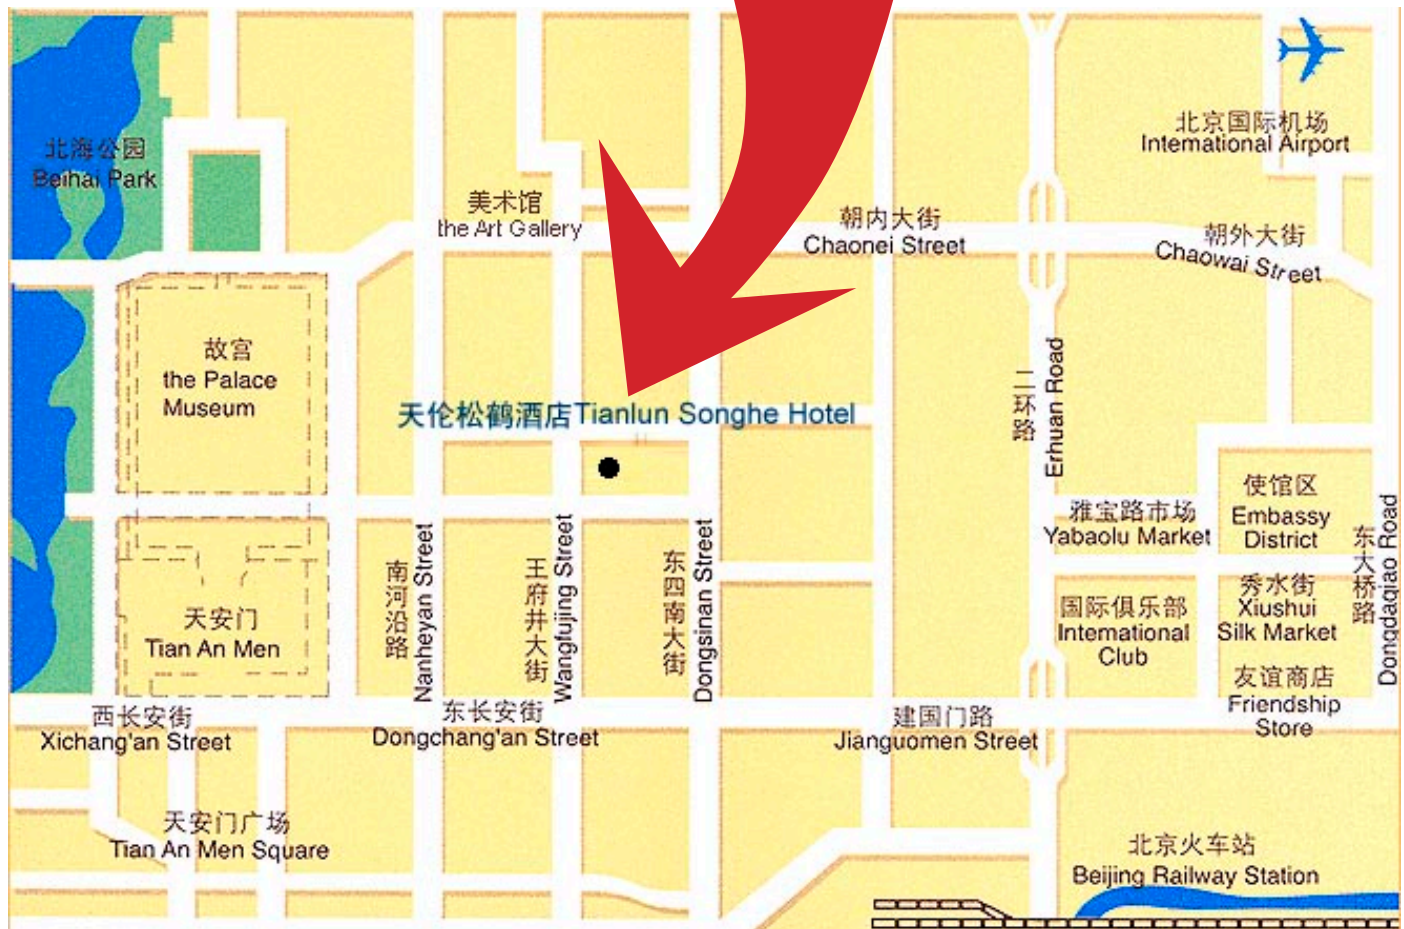 北京国际机场
International Airport
北海公园
Beihai Park
美术馆
the Art Gallery
朝内大街
Chaonei Street
朝外大街
Chaowai Street
故宫
the Palace
Museum
天伦松鹤酒店Tianlun Songhe Hotel
二环路
Erhuan Road
使馆区
Embassy
District
雅宝路市场
Yabaolu Market
东大桥路
Dongdaqiao Road
南河沿路
Nanheyan Street
王府井大街
Wangfujing Street
东四南大街
Dongsinan Street
天安门
Tian An Men
国际俱乐部
International
Club
秀水街
Xiushui
Silk Market
友谊商店
Friendship
Store
西长安街
Xichang'an Street
东长安街
Dongchang'an Street
建国门路
Jianguomen Street
天安门广场
Tian An Men Square
北京火车站
Beijing Railway Station